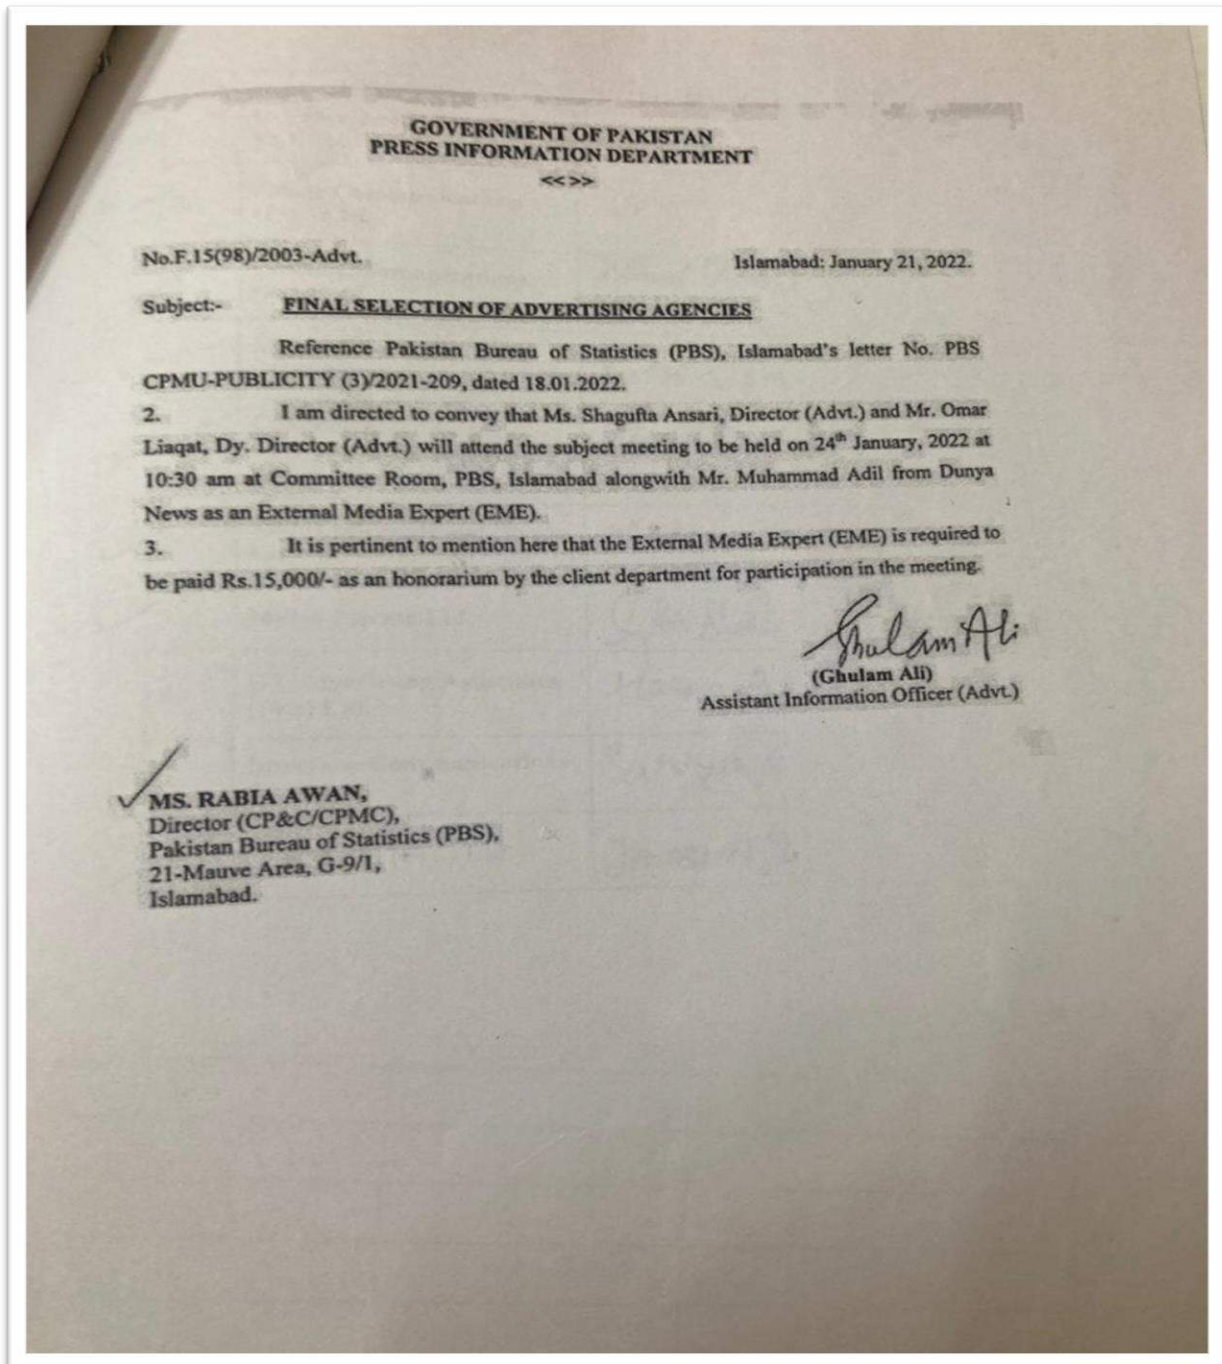 GOVERNMENT OF PAKISTAN
PRESS INFORMATION DEPARTMENT
<<>>
No.F.15(98)/2003-Advt.
Islamabad: January 21, 2022.
Subject:- FINAL SELECTION OF ADVERTISING AGENCIES
Reference Pakistan Bureau of Statistics (PBS), Islamabad's letter No. PBS
CPMU-PUBLICITY (3)/2021-209, dated 18.01.2022.
2. I am directed to convey that Ms. Shagufta Ansari, Director (Advt.) and Mr. Omar
Liaqat, Dy. Director (Advt.) will attend the subject meeting to be held on 24th January, 2022 at
10:30 am at Committee Room, PBS, Islamabad alongwith Mr. Muhammad Adil from Dunya
News as an External Media Expert (EME).
3. It is pertinent to mention here that the External Media Expert (EME) is required to
be paid Rs.15,000/- as an honorarium by the client department for participation in the meeting.
Ghulam Ali
(Ghulam Ali)
Assistant Information Officer (Advt.)
MS. RABIA AWAN,
Director (CP&C/CPMC),
Pakistan Bureau of Statistics (PBS),
21-Mauve Area, G-9/1,
Islamabad.